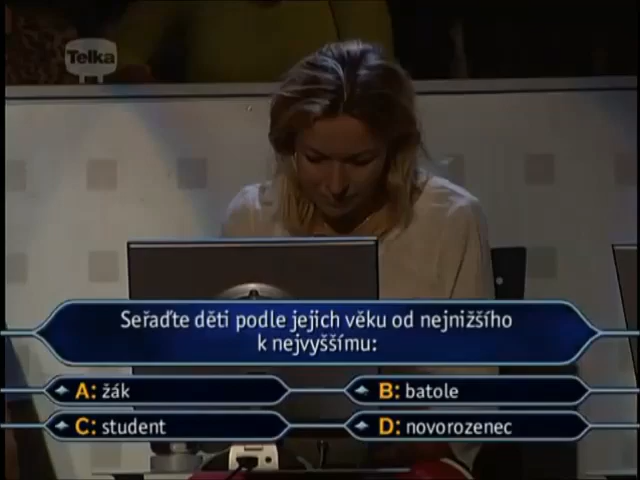 Telka
Seřaďte děti podle jejich věku od nejnižšího
k nejvyššímu:
A: žák
B: batole
C: student
D: novorozenec